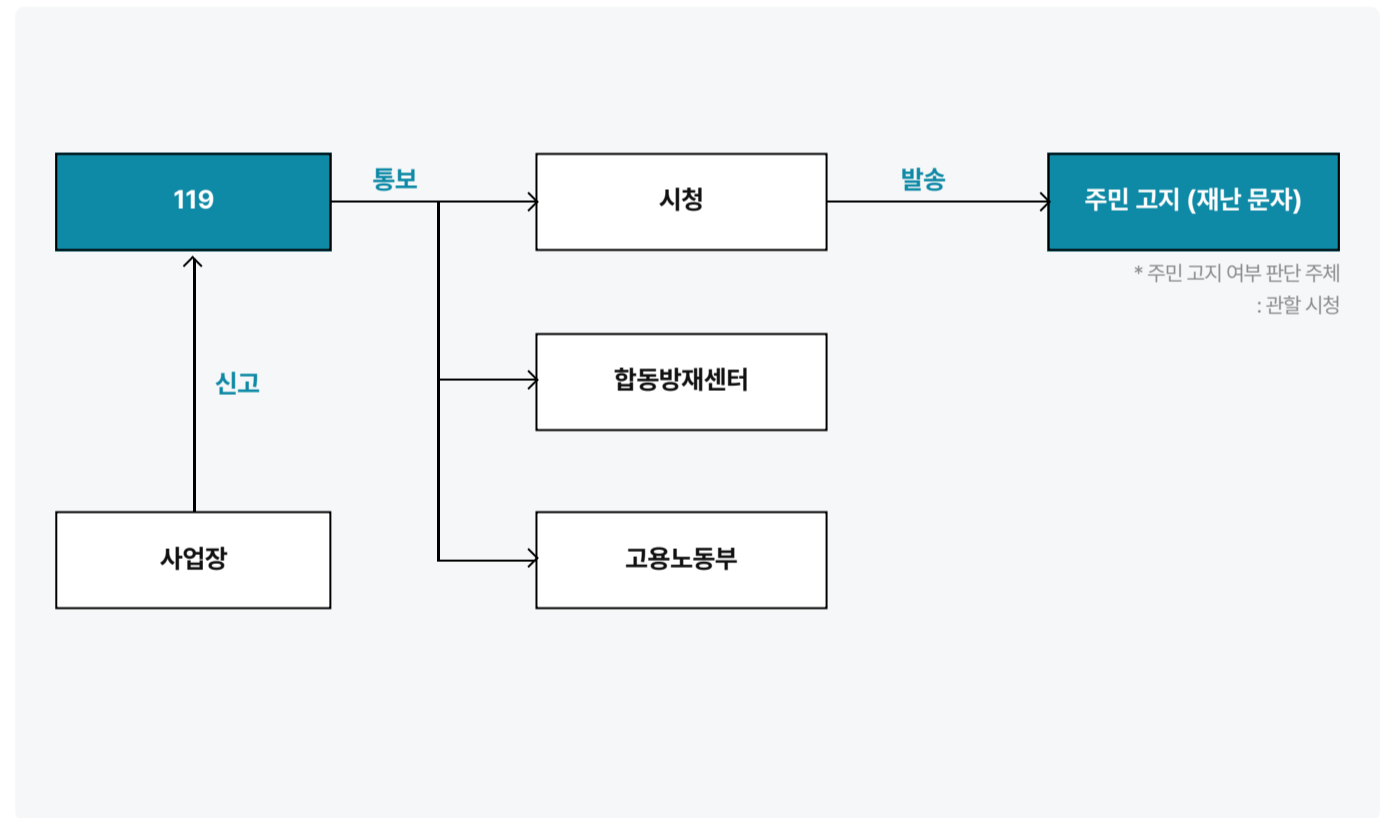 119
통보
시청
발송
주민 고지 (재난 문자)
* 주민 고지 여부 판단 주체
: 관할 시청
합동방재센터
신고
사업장
고용노동부